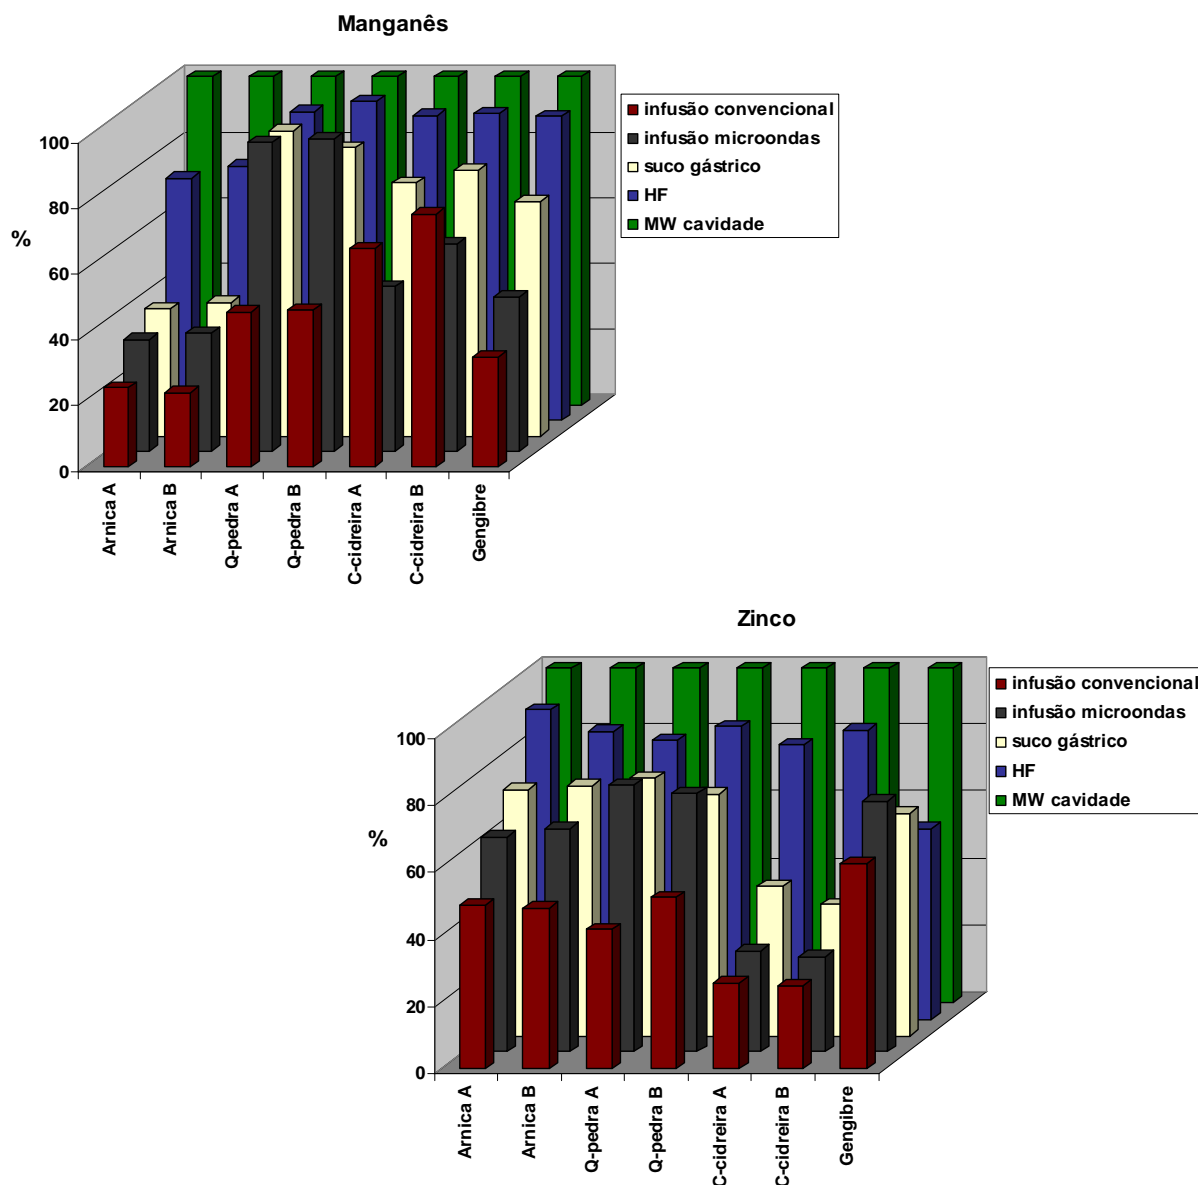 Manganês
100
80
60
40
20
0
%
Arnica A
Arnica B
Q-pedra A
Q-pedra B
C-cidreira A
C-cidreira B
Gengibre
infusão convencional
infusão microondas
suco gástrico
HF
MW cavidade
Zinco
100
80
60
40
20
0
%
Arnica A
Arnica B
Q-pedra A
Q-pedra B
C-cidreira A
C-cidreira B
Gengibre
infusão convencional
infusão microondas
suco gástrico
HF
MW cavidade